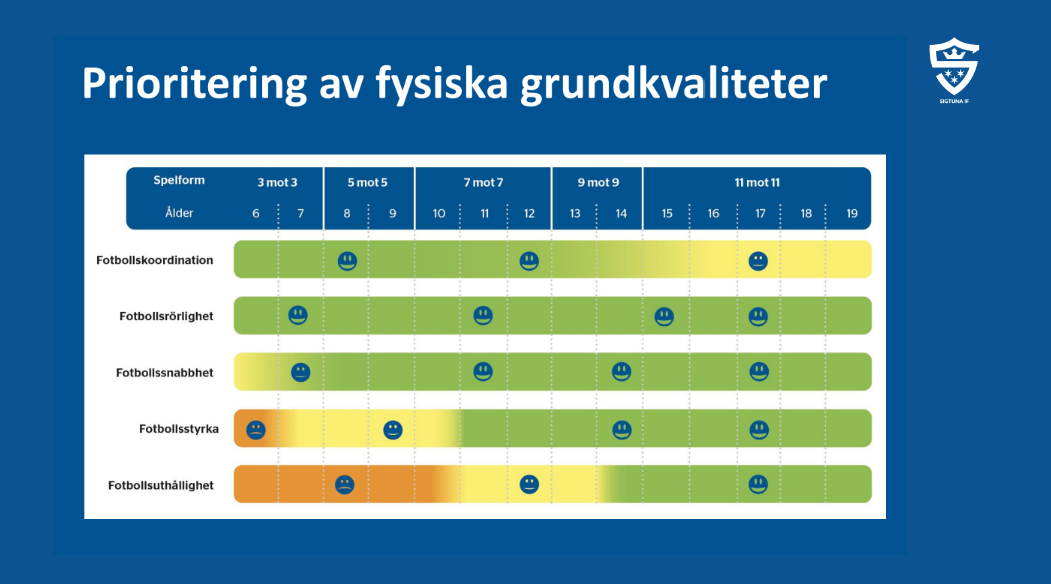 Prioritering av fysiska grundkvaliteter
SIGTUNA IF
Spelform 3 mot 3 5 mot 5 7 mot 7 9 mot 9 11 mot 11
Ålder 6 7 8 9 10 11 12 13 14 15 16 17 18 19
Fotbollskoordination
Fotbollsrörlighet
Fotbollssnabbhet
Fotbollsstyrka
Fotbollsuthållighet